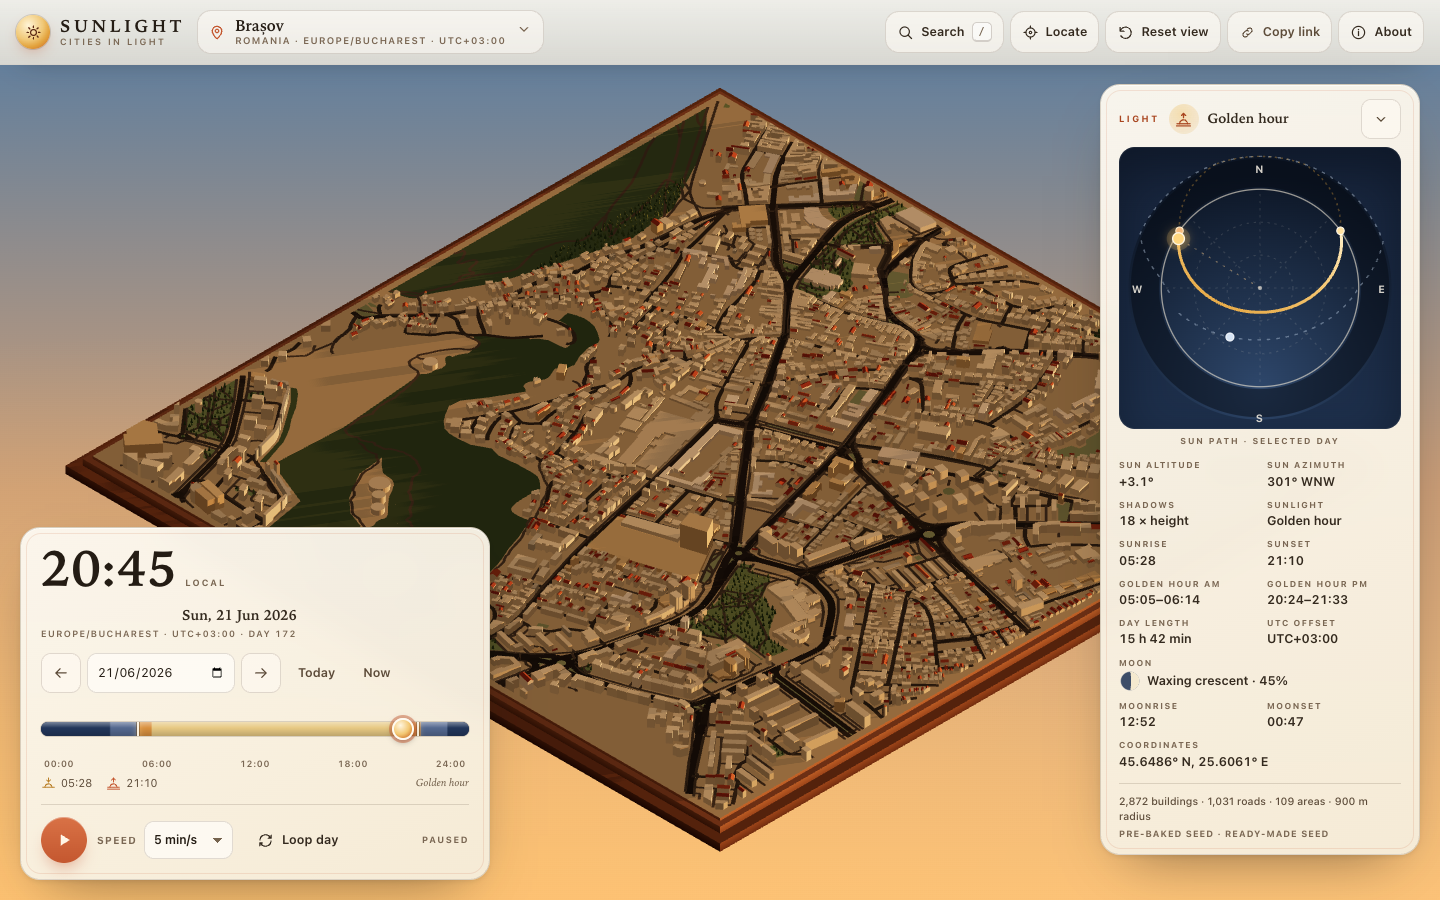 SUNLIGHT
CITIES IN LIGHT
Brașov
ROMANIA · EUROPE/BUCHAREST · UTC+03:00
Search /
Locate
Reset view
Copy link
About
LIGHT
Golden hour
N
W
E
S
SUN PATH · SELECTED DAY
SUN ALTITUDE
+3.1°
SUN AZIMUTH
301° WNW
SHADOWS
18 × height
SUNLIGHT
Golden hour
SUNRISE
05:28
SUNSET
21:10
GOLDEN HOUR AM
05:05–06:14
GOLDEN HOUR PM
20:24–21:33
DAY LENGTH
15 h 42 min
UTC OFFSET
UTC+03:00
MOON
Waxing crescent · 45%
MOONRISE
12:52
MOONSET
00:47
COORDINATES
45.6486° N, 25.6061° E
2,872 buildings · 1,031 roads · 109 areas · 900 m
radius
PRE-BAKED SEED · READY-MADE SEED
20:45 LOCAL
Sun, 21 Jun 2026
EUROPE/BUCHAREST · UTC+03:00 · DAY 172
21/06/2026
Today
Now
00:00 06:00 12:00 18:00 24:00
05:28 21:10 Golden hour
SPEED 5 min/s Loop day PAUSED